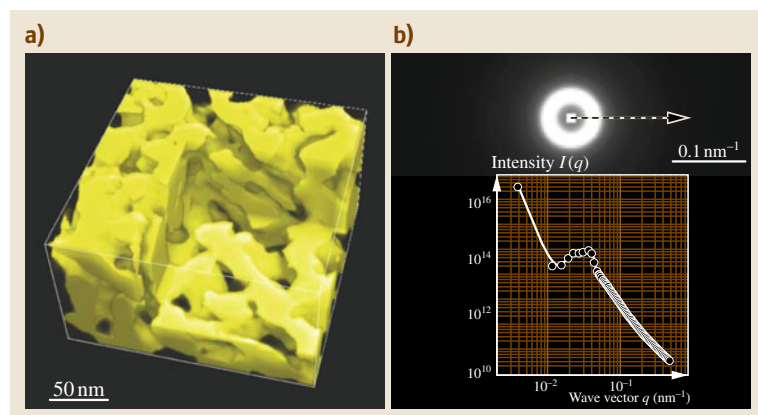 a)
50 nm
b)
0.1 nm⁻¹
Intensity I(q)
10¹⁶
10¹⁴
10¹²
10¹⁰
10⁻² 10⁻¹
Wave vector q (nm⁻¹)